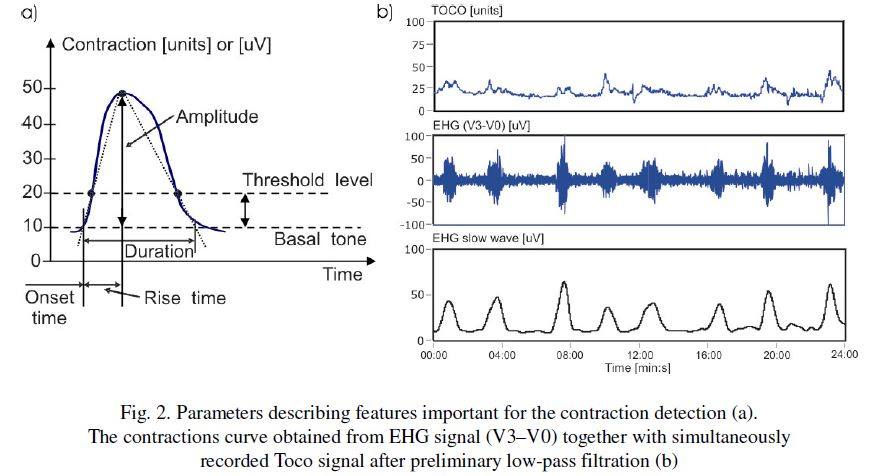 a)
Contraction [units] or [uV]
50
40
30
20
10
0
Amplitude
Threshold level
Basal tone
Duration
Time
Onset
time
Rise time
b)
TOCO [units]
100
75
50
25
0
EHG (V3-V0) [uV]
100
50
0
-50
-100
EHG slow wave [uV]
100
50
0
00:00 04:00 08:00 12:00 16:00 20:00 24:00
Time [min:s]
Fig. 2. Parameters describing features important for the contraction detection (a).
The contractions curve obtained from EHG signal (V3–V0) together with simultaneously
recorded Toco signal after preliminary low-pass filtration (b)